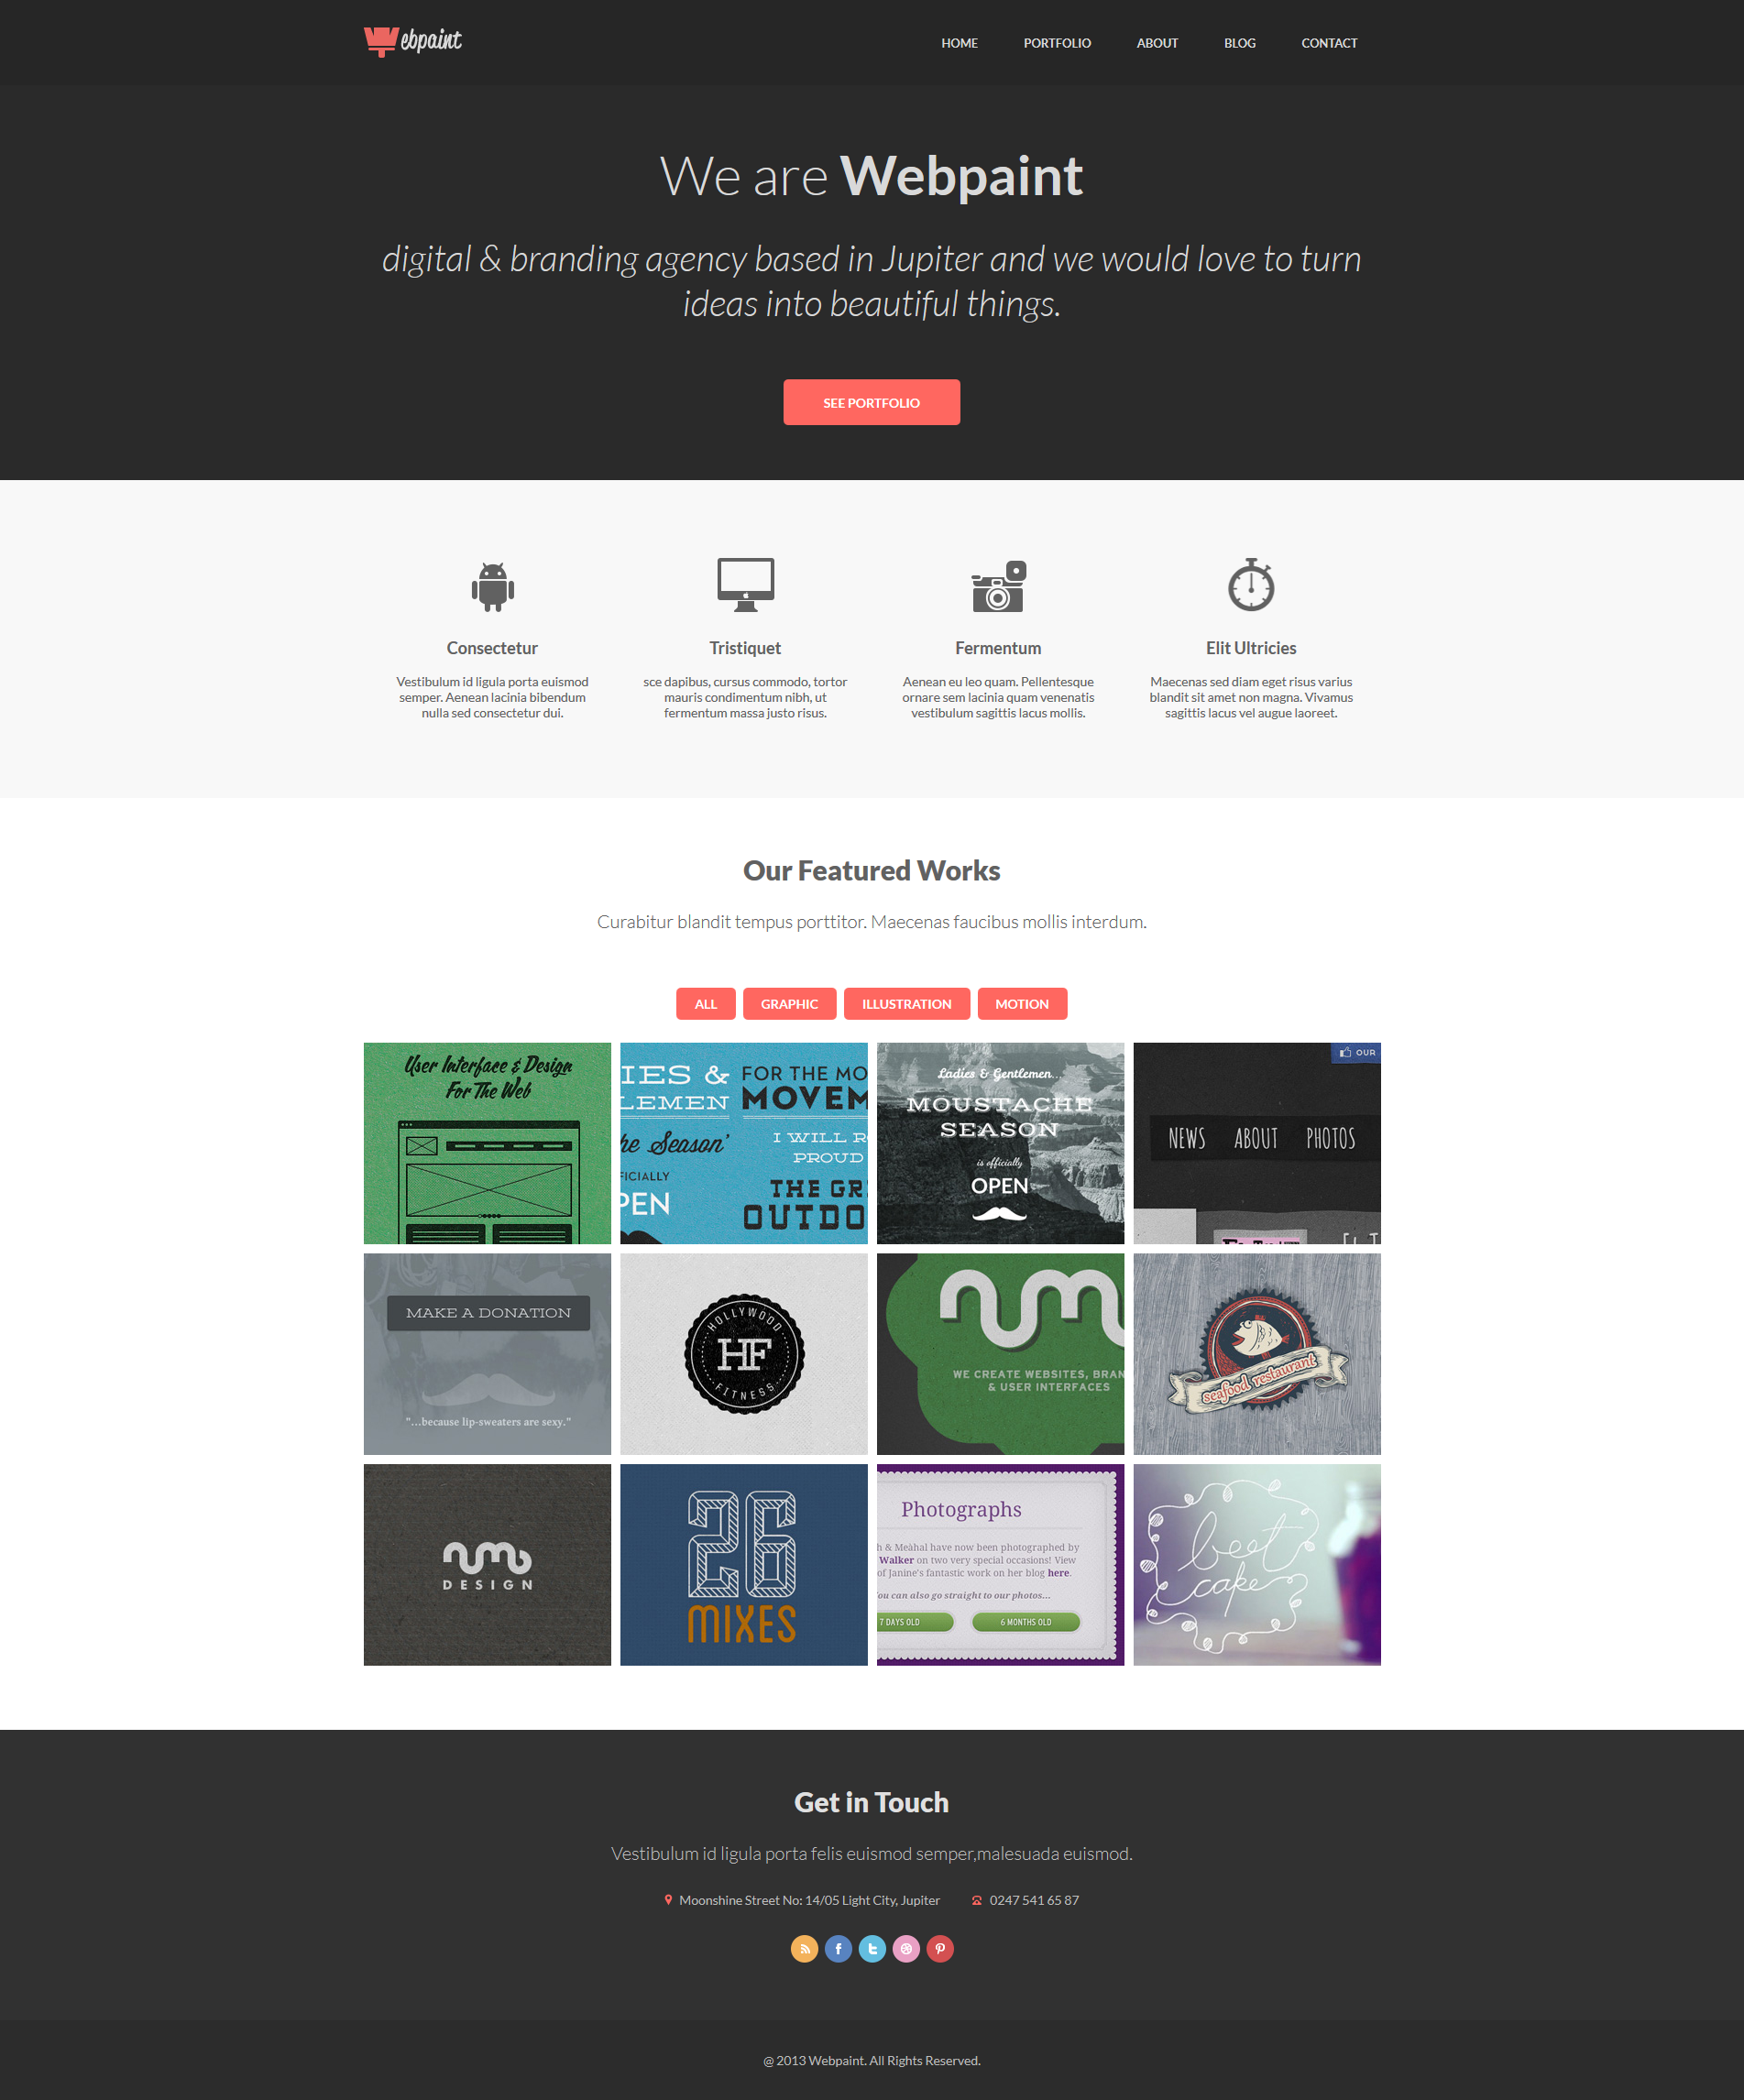 Webpaint
HOME PORTFOLIO ABOUT BLOG CONTACT
We are Webpaint
digital & branding agency based in Jupiter and we would love to turn
ideas into beautiful things.
SEE PORTFOLIO
Consectetur
Vestibulum id ligula porta euismod
semper. Aenean lacinia bibendum
nulla sed consectetur dui.
Tristiquet
sce dapibus, cursus commodo, tortor
mauris condimentum nibh, ut
fermentum massa justo risus.
Fermentum
Aenean eu leo quam. Pellentesque
ornare sem lacinia quam venenatis
vestibulum sagittis lacus mollis.
Elit Ultricies
Maecenas sed diam eget risus varius
blandit sit amet non magna. Vivamus
sagittis lacus vel augue laoreet.
Our Featured Works
Curabitur blandit tempus porttitor. Maecenas faucibus mollis interdum.
ALL GRAPHIC ILLUSTRATION MOTION
User Interface & Design
For The Web
IES &
LEMEN
he Season'
FICIALLY
PEN
FOR THE MO
MOVEM
I WILL R
PROUD
THE GR
OUTDO
Ladies & Gentlemen...
MOUSTACHE
SEASON
is officially
OPEN
OUR
NEWS ABOUT PHOTOS
MAKE A DONATION
"...because lip-sweaters are sexy."
HOLLYWOOD
HF
FITNESS
WE CREATE WEBSITES, BRAN
& USER INTERFACES
seafood restaurant
numb
DESIGN
26
MIXES
Photographs
h & Meàhal have now been photographed by
Walker on two very special occasions! View
of Janine's fantastic work on her blog here.
ou can also go straight to our photos...
7 DAYS OLD 6 MONTHS OLD
beet
cake
Get in Touch
Vestibulum id ligula porta felis euismod semper,malesuada euismod.
Moonshine Street No: 14/05 Light City, Jupiter 0247 541 65 87
@ 2013 Webpaint. All Rights Reserved.